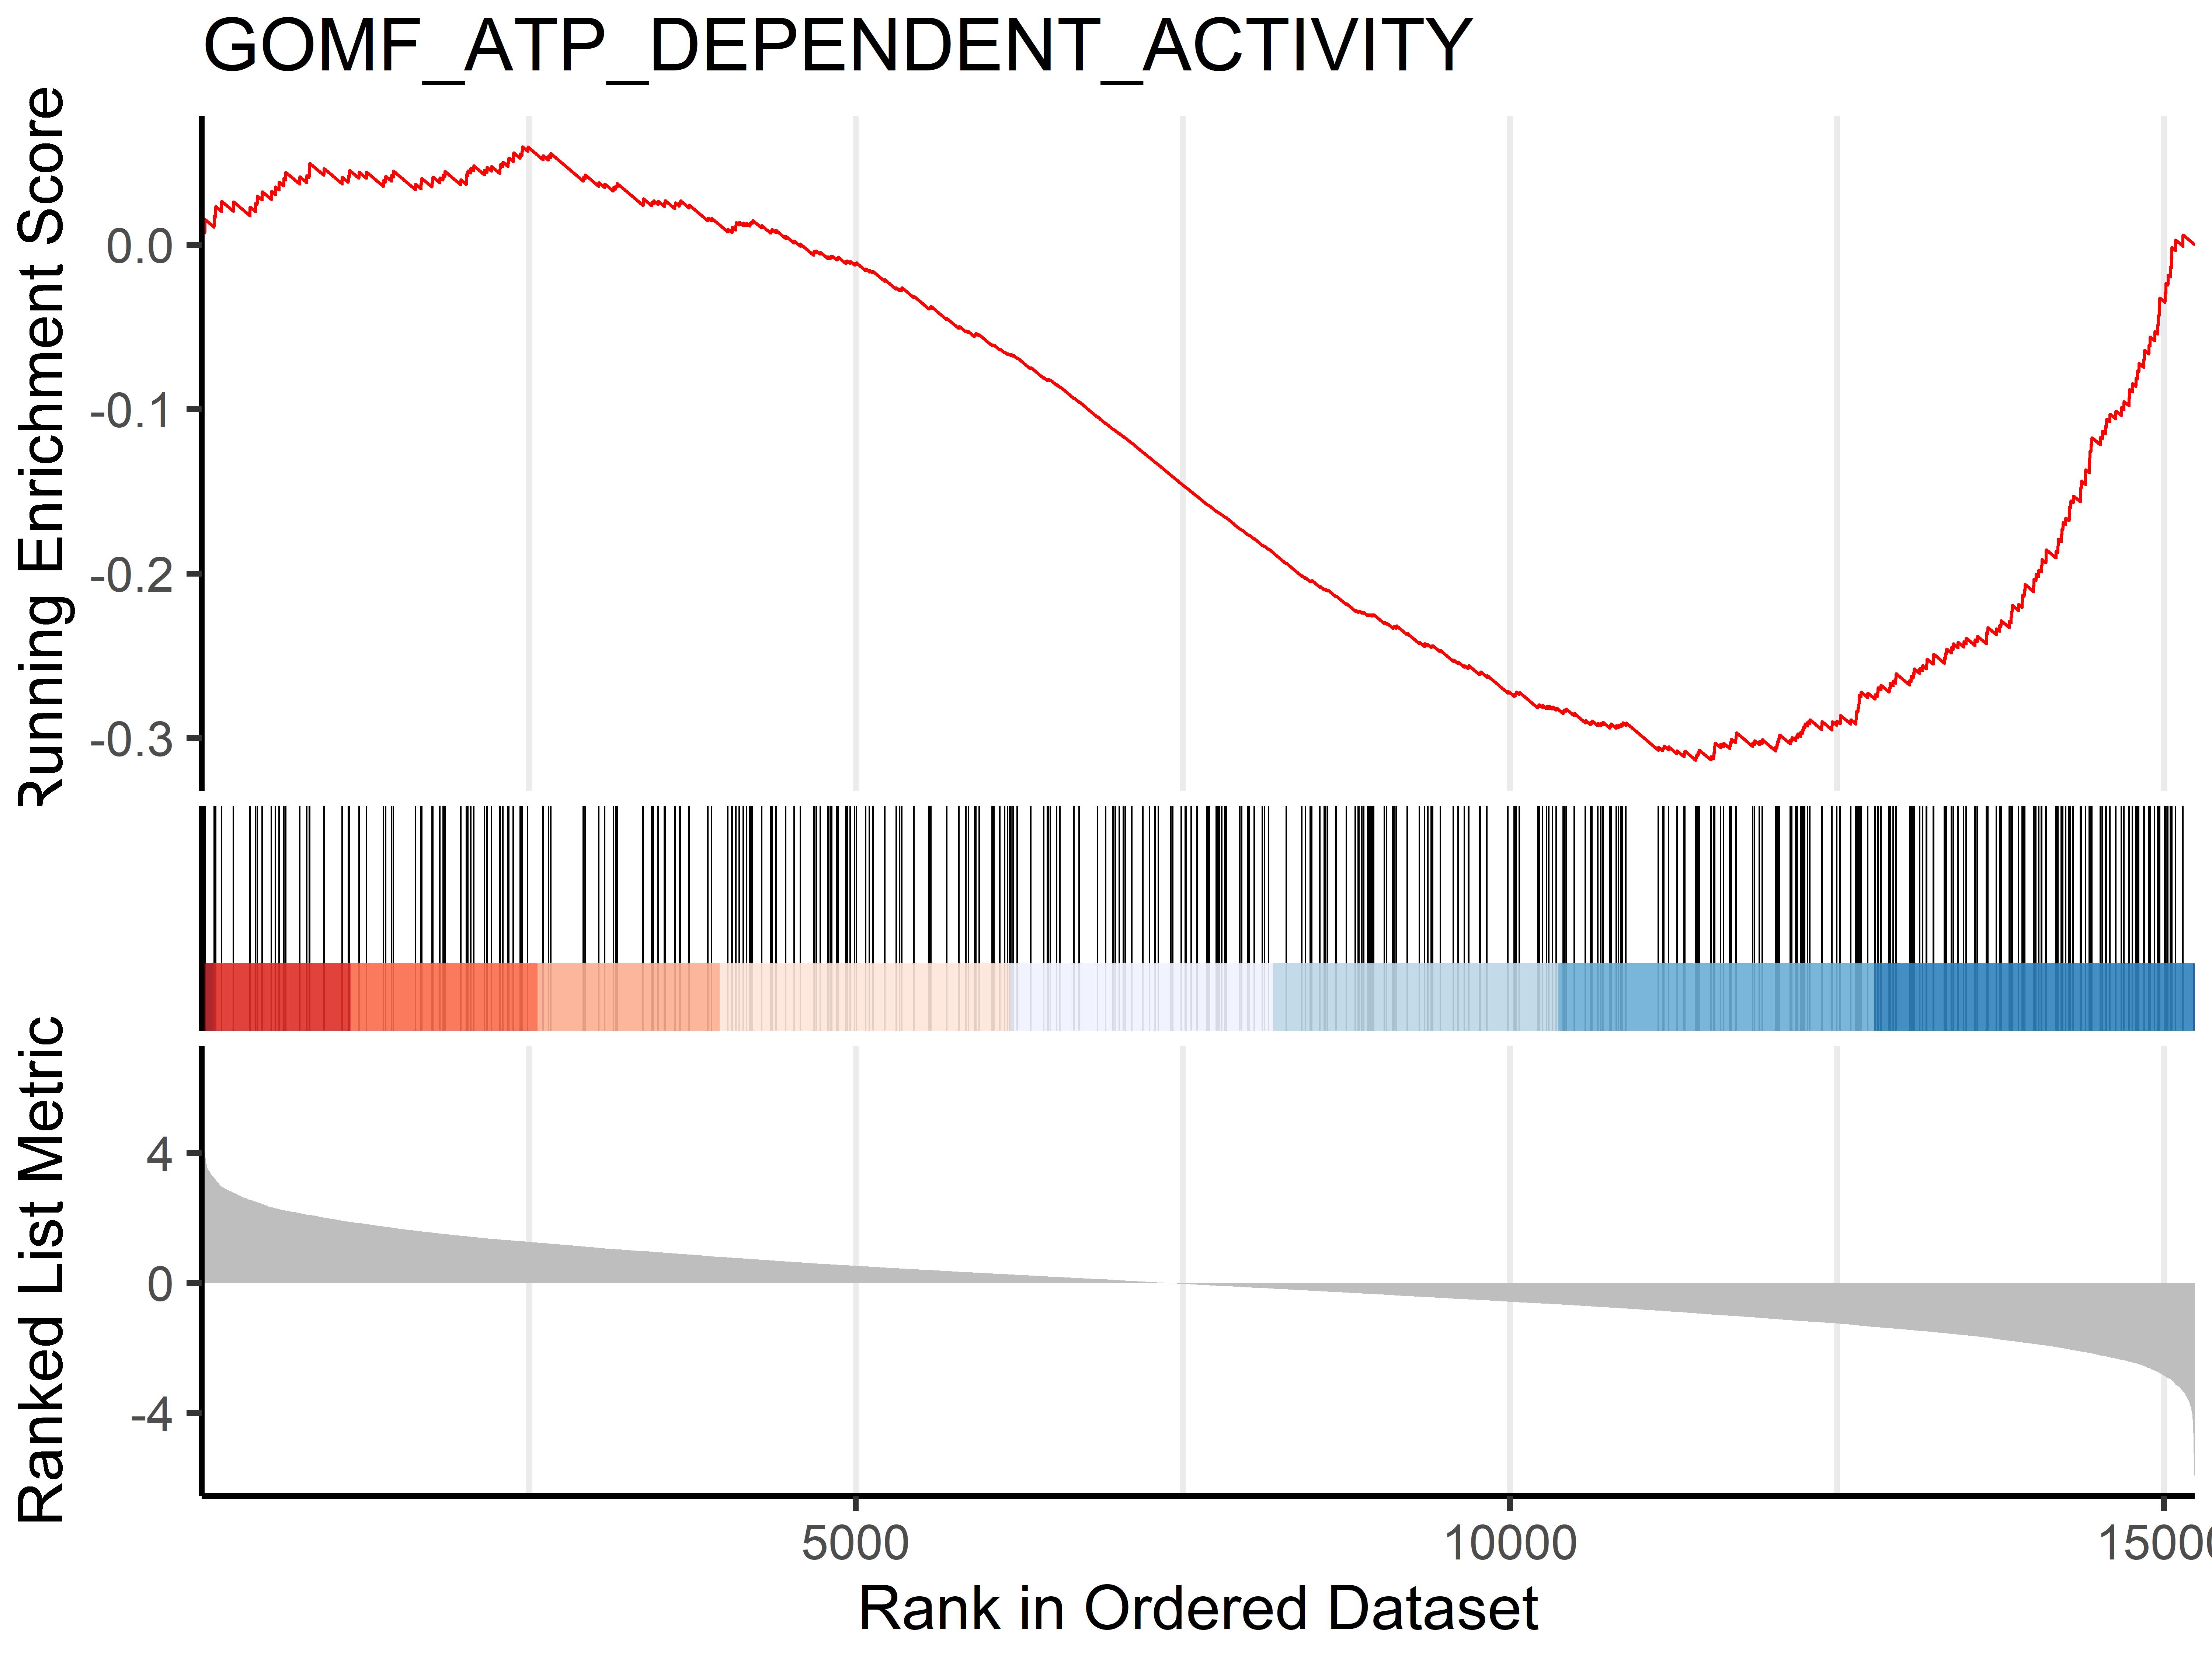 GOMF_ATP_DEPENDENT_ACTIVITY
Running Enrichment Score
0.0
-0.1
-0.2
-0.3
Ranked List Metric
4
0
-4
5000
10000
15000
Rank in Ordered Dataset